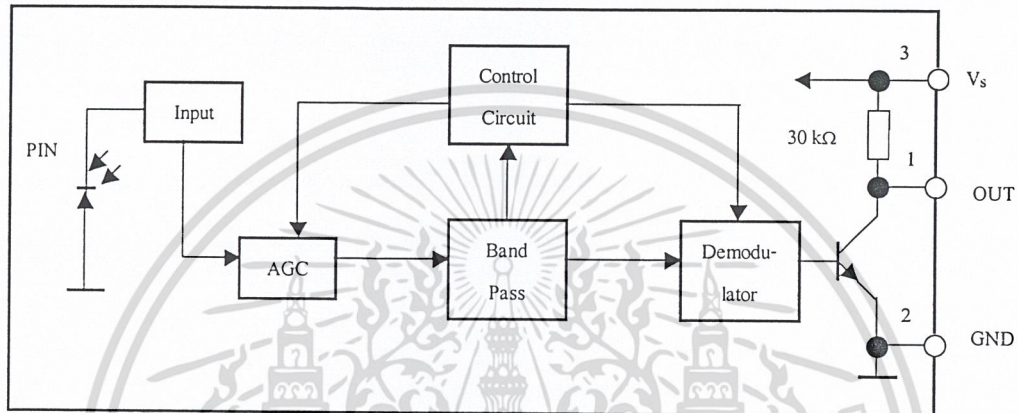 3
Vs
Control
Circuit
Input
30 kΩ
PIN
1
OUT
AGC
Band
Pass
Demodu-
lator
2
GND